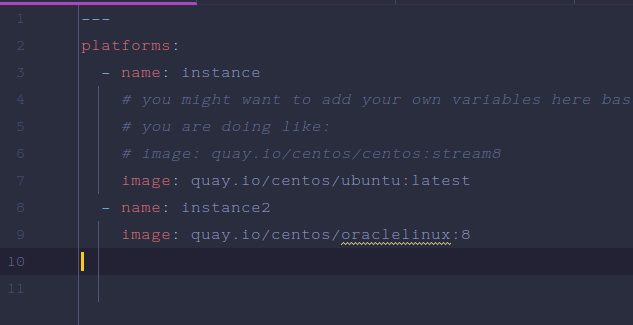 1 ---
2 platforms:
3 - name: instance
4 # you might want to add your own variables here bas
5 # you are doing like:
6 # image: quay.io/centos/centos:stream8
7 image: quay.io/centos/ubuntu:latest
8 - name: instance2
9 image: quay.io/centos/oraclelinux:8
10
11